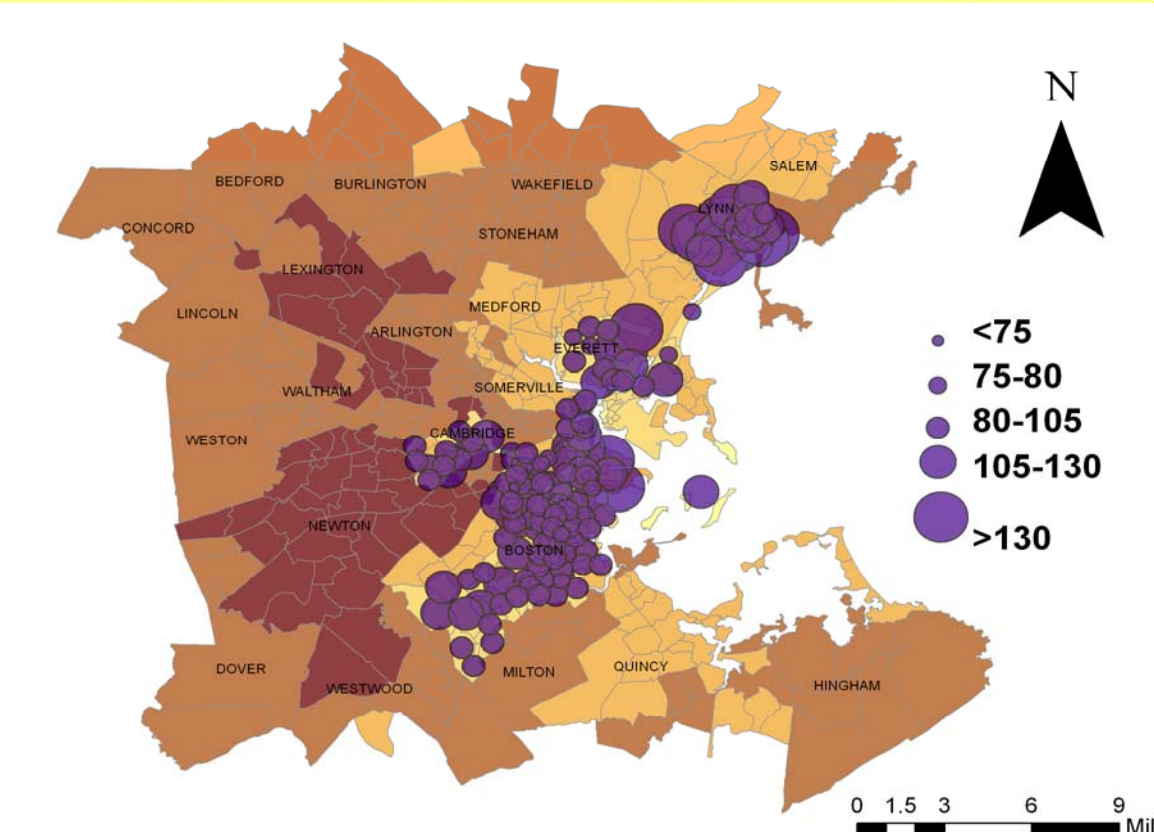 N
SALEM
BEDFORD
BURLINGTON
WAKEFIELD
LYNN
CONCORD
STONEHAM
LEXINGTON
LINCOLN
MEDFORD
ARLINGTON
EVERETT
<75
75-80
80-105
105-130
>130
WALTHAM
SOMERVILLE
WESTON
CAMBRIDGE
NEWTON
BOSTON
DOVER
WESTWOOD
MILTON
QUINCY
HINGHAM
0 1.5 3 6 9
Mil